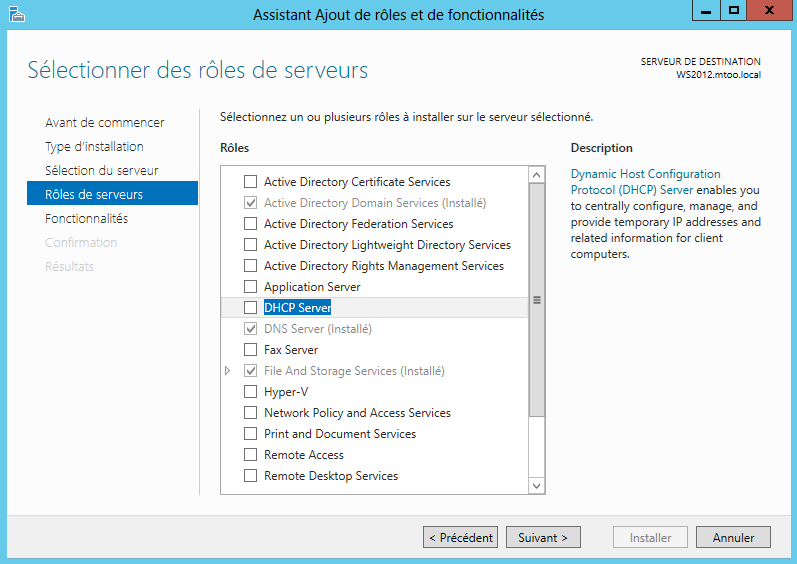 Assistant Ajout de rôles et de fonctionnalités
Sélectionner des rôles de serveurs
SERVEUR DE DESTINATION
WS2012.mtoo.local
Avant de commencer
Type d'installation
Sélection du serveur
Rôles de serveurs
Fonctionnalités
Confirmation
Résultats
Sélectionnez un ou plusieurs rôles à installer sur le serveur sélectionné.
Rôles
Active Directory Certificate Services
Active Directory Domain Services (Installé)
Active Directory Federation Services
Active Directory Lightweight Directory Services
Active Directory Rights Management Services
Application Server
DHCP Server
DNS Server (Installé)
Fax Server
File And Storage Services (Installé)
Hyper-V
Network Policy and Access Services
Print and Document Services
Remote Access
Remote Desktop Services
Description
Dynamic Host Configuration
Protocol (DHCP) Server enables you
to centrally configure, manage, and
provide temporary IP addresses and
related information for client
computers.
< Précédent
Suivant >
Installer
Annuler